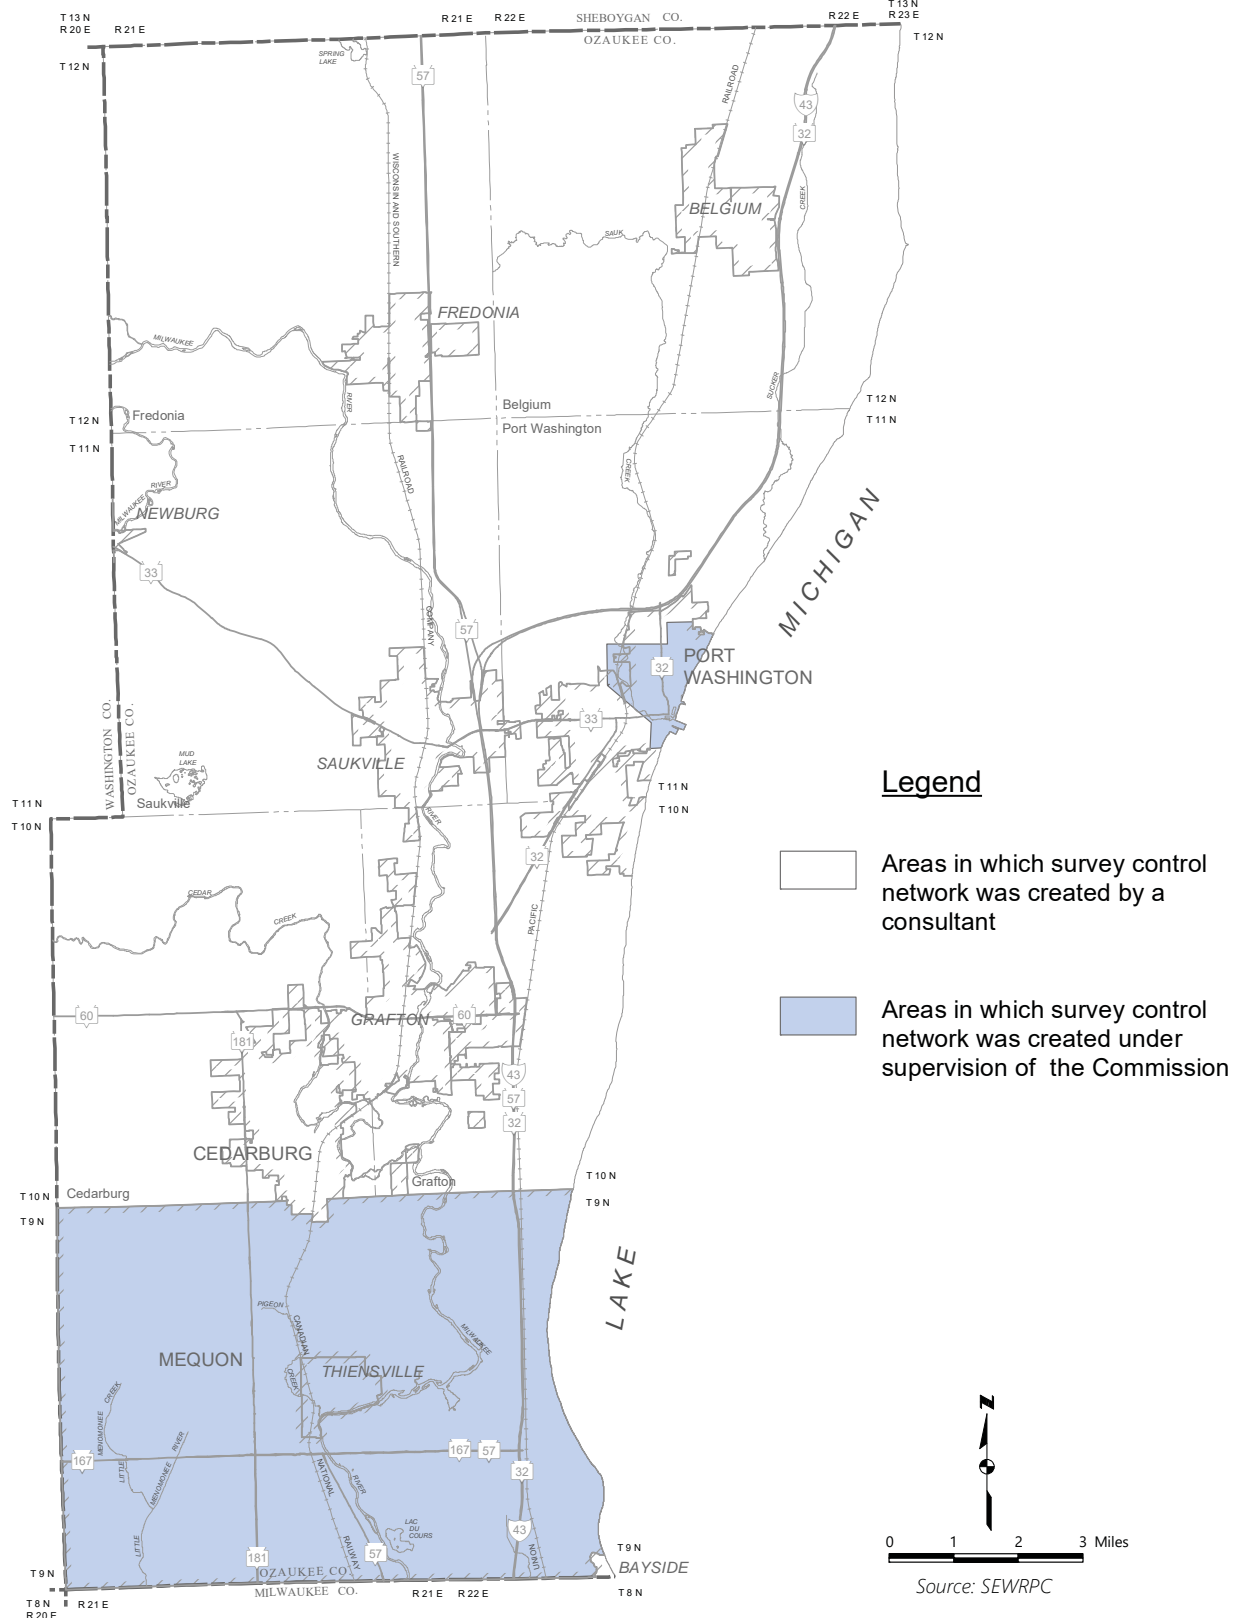 T 13 N
R 20 E
R 21 E
R 21 E
R 22 E
SHEBOYGAN CO.
OZAUKEE CO.
R 22 E
T 13 N
R 23 E
T 12 N
T 12 N
SPRING
LAKE
57
RAILROAD
43
32
WISCONSIN AND SOUTHERN
CREEK
BELGIUM
SAUK
FREDONIA
MILWAUKEE
RIVER
SUCKER
Fredonia
Belgium
Port Washington
T 12 N
T 11 N
T 12 N
T 11 N
RAILROAD
CREEK
RIVER
MILWAUKEE
NEWBURG
33
MICHIGAN
COMPANY
57
PORT
WASHINGTON
32
33
WASHINGTON CO.
OZAUKEE CO.
MUD
LAKE
SAUKVILLE
Saukville
T 11 N
T 10 N
T 11 N
T 10 N
RIVER
32
Legend
Areas in which survey control
network was created by a
consultant
CEDAR
CREEK
PACIFIC
60
GRAFTON
60
181
Areas in which survey control
network was created under
supervision of the Commission
43
57
32
CEDARBURG
Grafton
T 10 N
Cedarburg
T 9 N
T 10 N
T 9 N
LAKE
PIGEON
CANADIAN
MILWAUKEE
MEQUON
THIENSVILLE
CREEK
CREEK
MENOMONEE
LITTLE
RIVER
MENOMONEE
LITTLE
167
167
57
32
NATIONAL
RIVER
LAC
DU
COURS
43
RAILWAY
UNION
181
57
T 9 N
OZAUKEE CO.
MILWAUKEE CO.
T 8 N
R 20 E
R 21 E
R 21 E
R 22 E
T 9 N
BAYSIDE
T 8 N
N
0 1 2 3 Miles
Source: SEWRPC